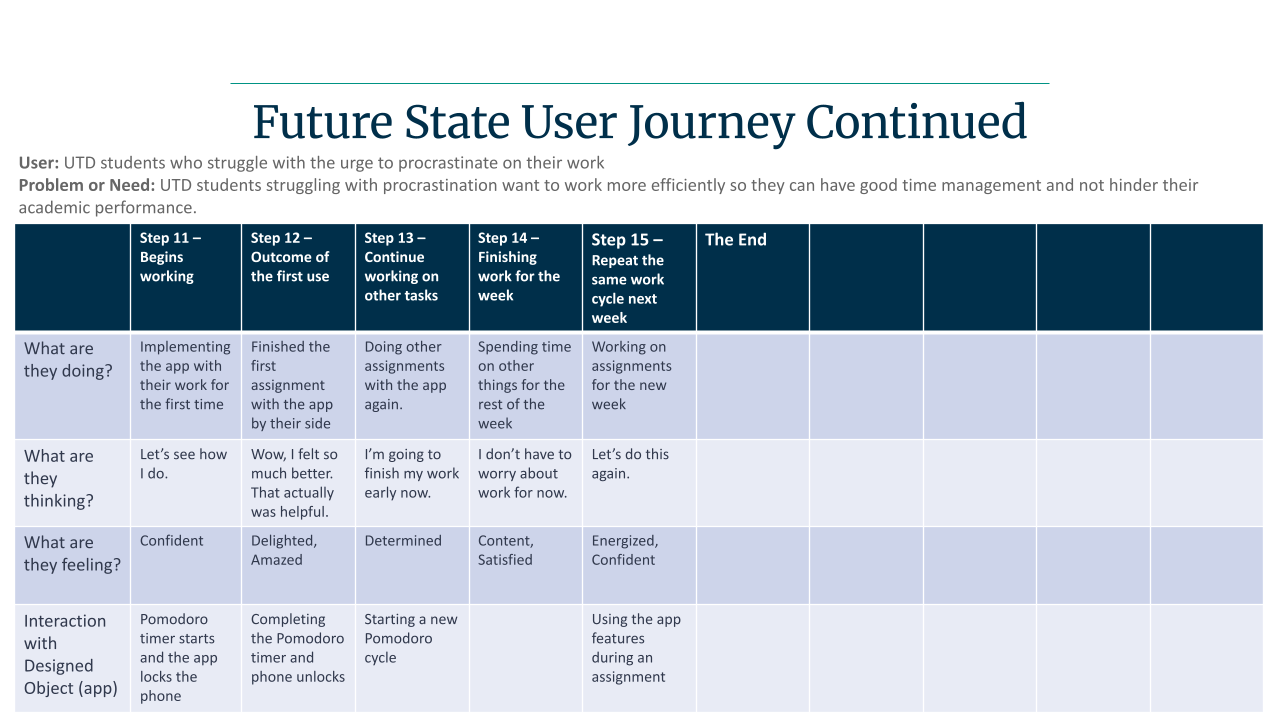 Future State User Journey Continued
User: UTD students who struggle with the urge to procrastinate on their work
Problem or Need: UTD students struggling with procrastination want to work more efficiently so they can have good time management and not hinder their
academic performance.
Step 11 –
Begins
working
Step 12 –
Outcome of
the first use
Step 13 –
Continue
working on
other tasks
Step 14 –
Finishing
work for the
week
Step 15 –
Repeat the
same work
cycle next
week
The End
What are
they doing?
Implementing
the app with
their work for
the first time
Finished the
first
assignment
with the app
by their side
Doing other
assignments
with the app
again.
Spending time
on other
things for the
rest of the
week
Working on
assignments
for the new
week
What are
they
thinking?
Let’s see how
I do.
Wow, I felt so
much better.
That actually
was helpful.
I’m going to
finish my work
early now.
I don’t have to
worry about
work for now.
Let’s do this
again.
What are
they feeling?
Confident
Delighted,
Amazed
Determined
Content,
Satisfied
Energized,
Confident
Interaction
with
Designed
Object (app)
Pomodoro
timer starts
and the app
locks the
phone
Completing
the Pomodoro
timer and
phone unlocks
Starting a new
Pomodoro
cycle
Using the app
features
during an
assignment